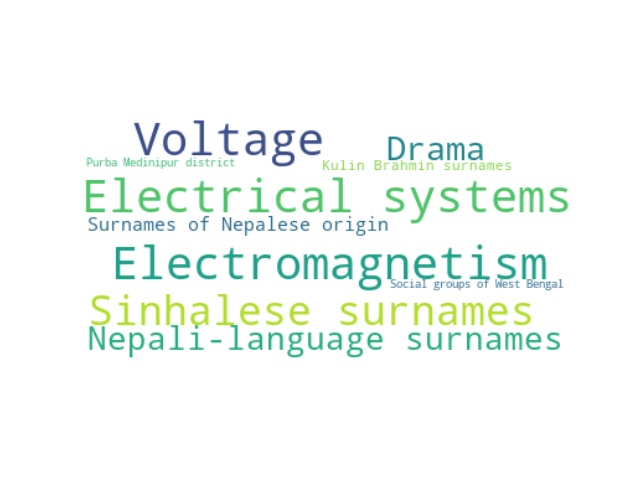 Voltage
Drama
Purba Medinipur district
Kulin Brahmin surnames
Electrical systems
Surnames of Nepalese origin
Electromagnetism
Social groups of West Bengal
Sinhalese surnames
Nepali-language surnames